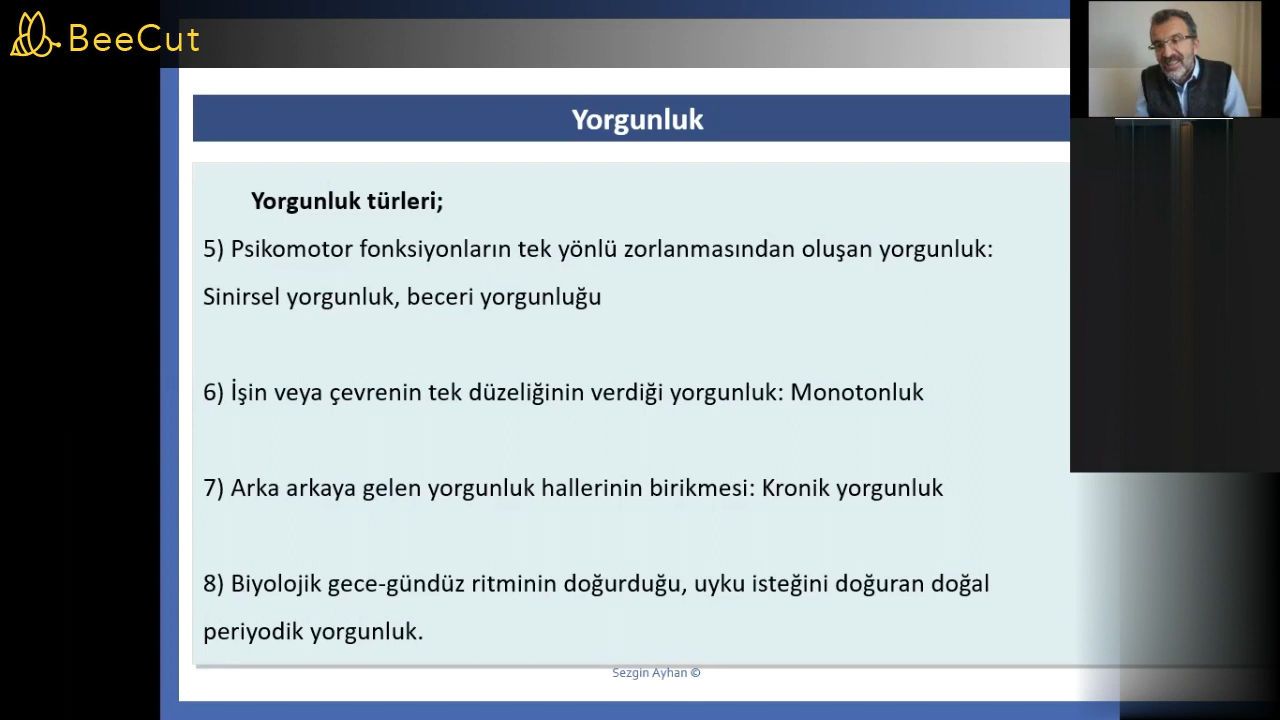 BeeCut
Yorgunluk
Yorgunluk türleri;
5) Psikomotor fonksiyonların tek yönlü zorlanmasından oluşan yorgunluk:
Sinirsel yorgunluk, beceri yorgunluğu
6) İşin veya çevrenin tek düzeliğinin verdiği yorgunluk: Monotonluk
7) Arka arkaya gelen yorgunluk hallerinin birikmesi: Kronik yorgunluk
8) Biyolojik gece-gündüz ritminin doğurduğu, uyku isteğini doğuran doğal
periyodik yorgunluk.
Sezgin Ayhan ©